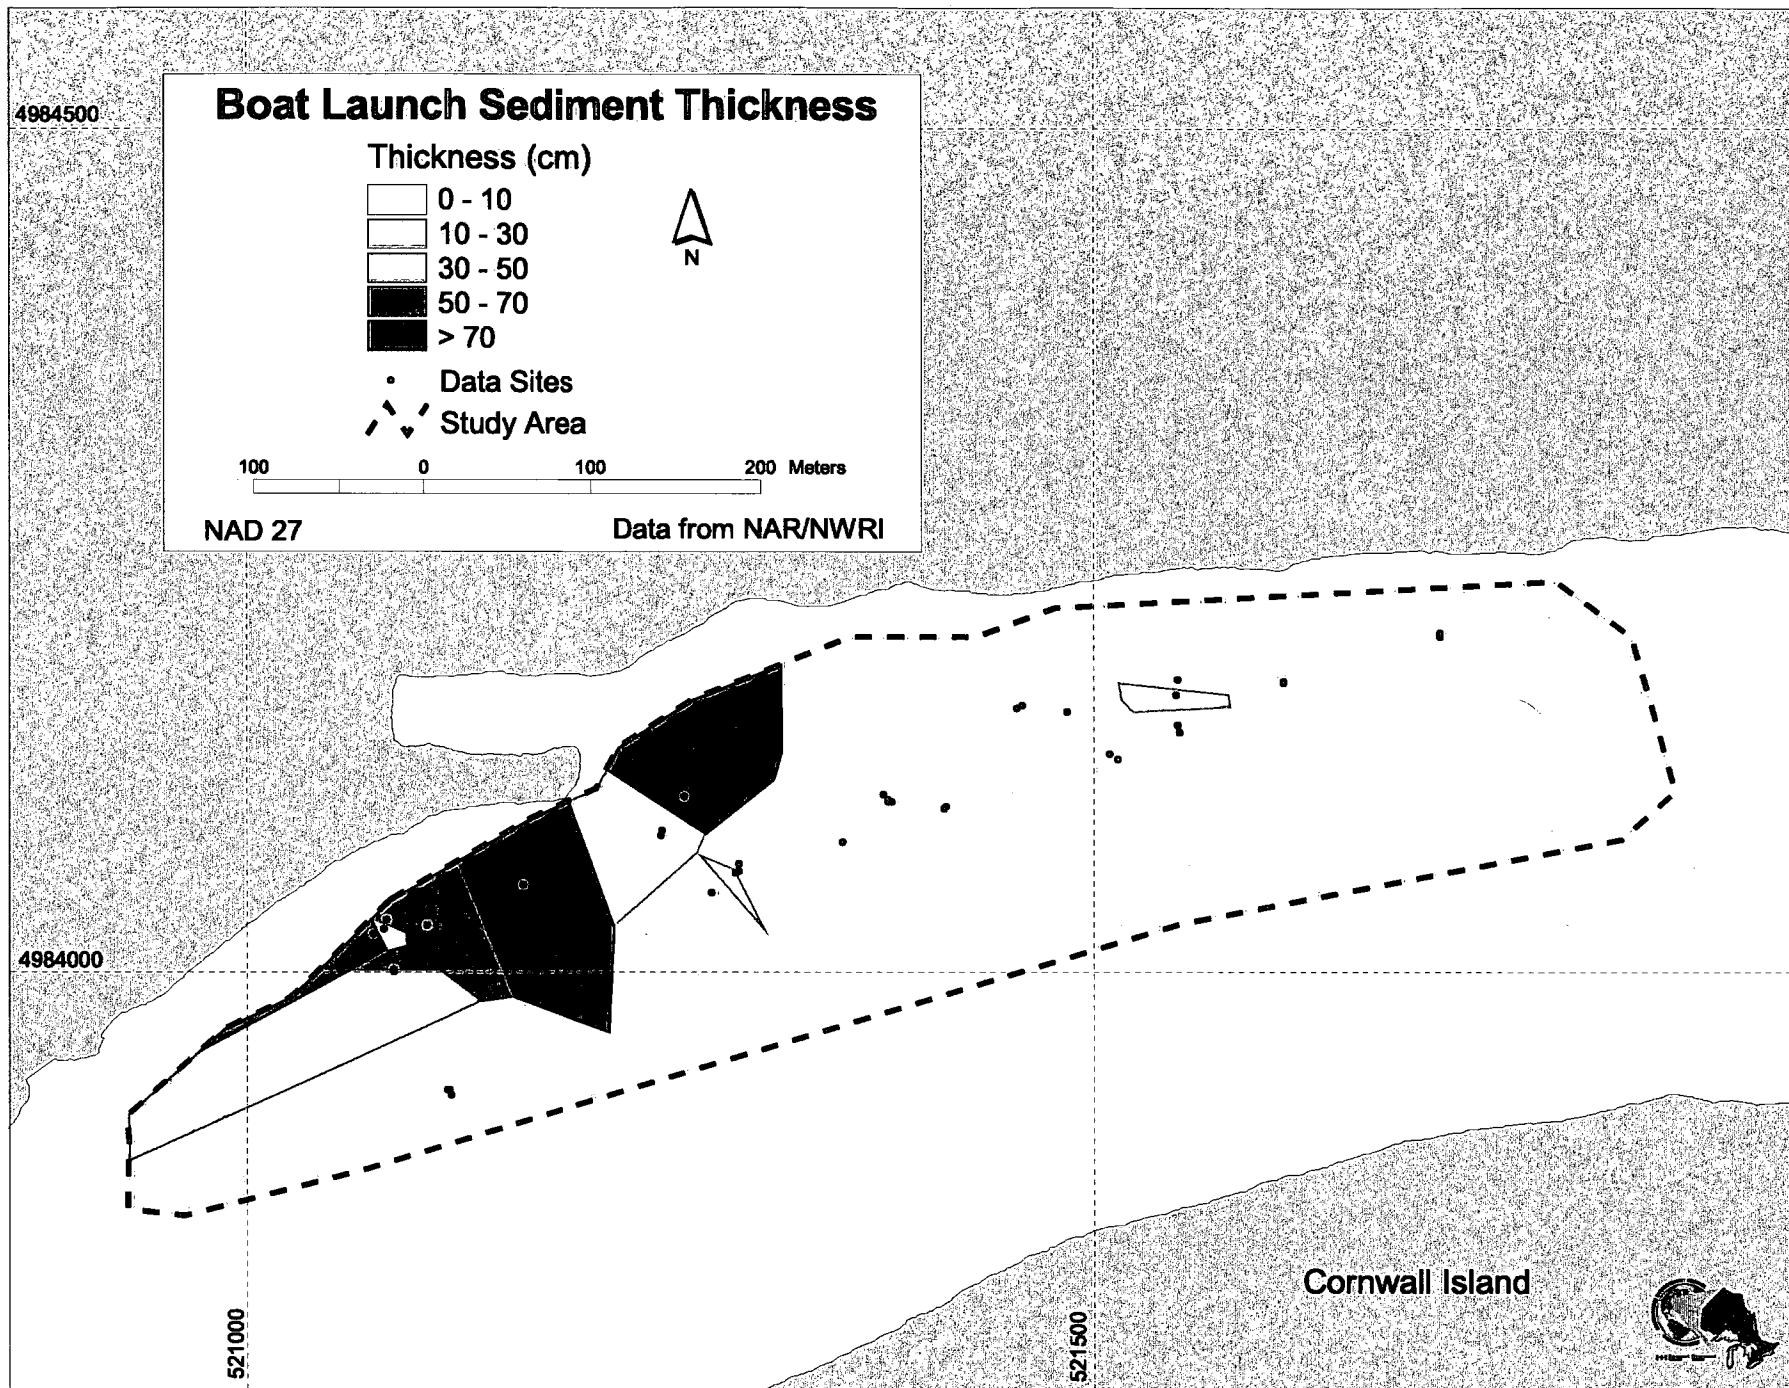 Boat Launch Sediment Thickness
4984500
Thickness (cm)
0 - 10
10 - 30
30 - 50
50 - 70
> 70
N
Data Sites
Study Area
100 0 100 200 Meters
NAD 27
Data from NAR/NWRI
4984000
Cornwall Island
521000
521500